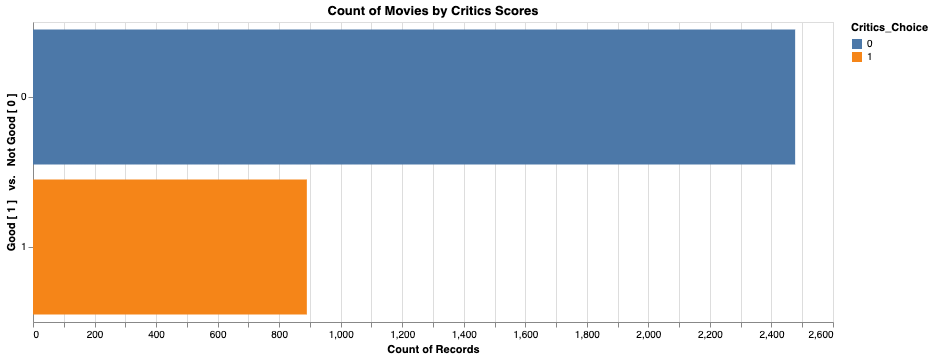 Count of Movies by Critics Scores
Critics_Choice
0
1
Good [ 1 ] vs. Not Good [ 0 ]
0
1
0 200 400 600 800 1,000 1,200 1,400 1,600 1,800 2,000 2,200 2,400 2,600
Count of Records